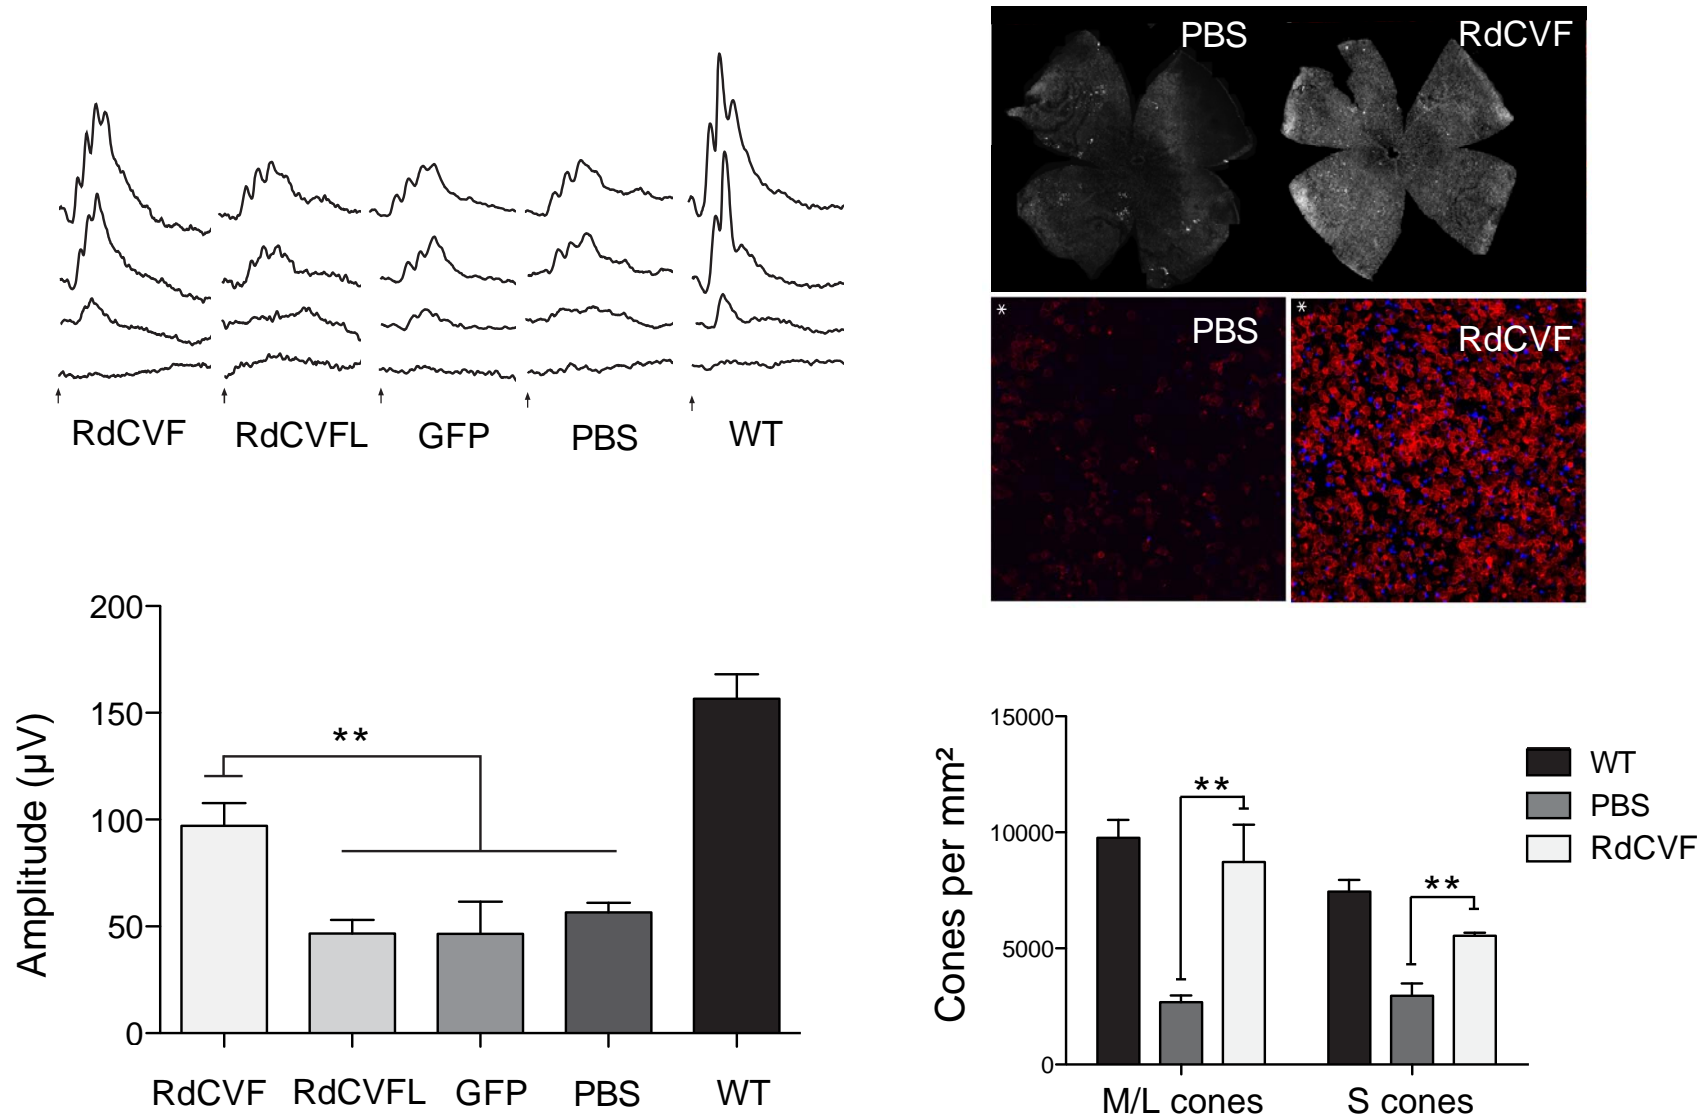 RdCVF RdCVFL GFP PBS WT
PBS RdCVF
* PBS * RdCVF
Amplitude (µV)
200
150
100
50
0
**
RdCVF RdCVFL GFP PBS WT
Cones per mm²
15000
10000
5000
0
**
**
M/L cones S cones
WT
PBS
RdCVF